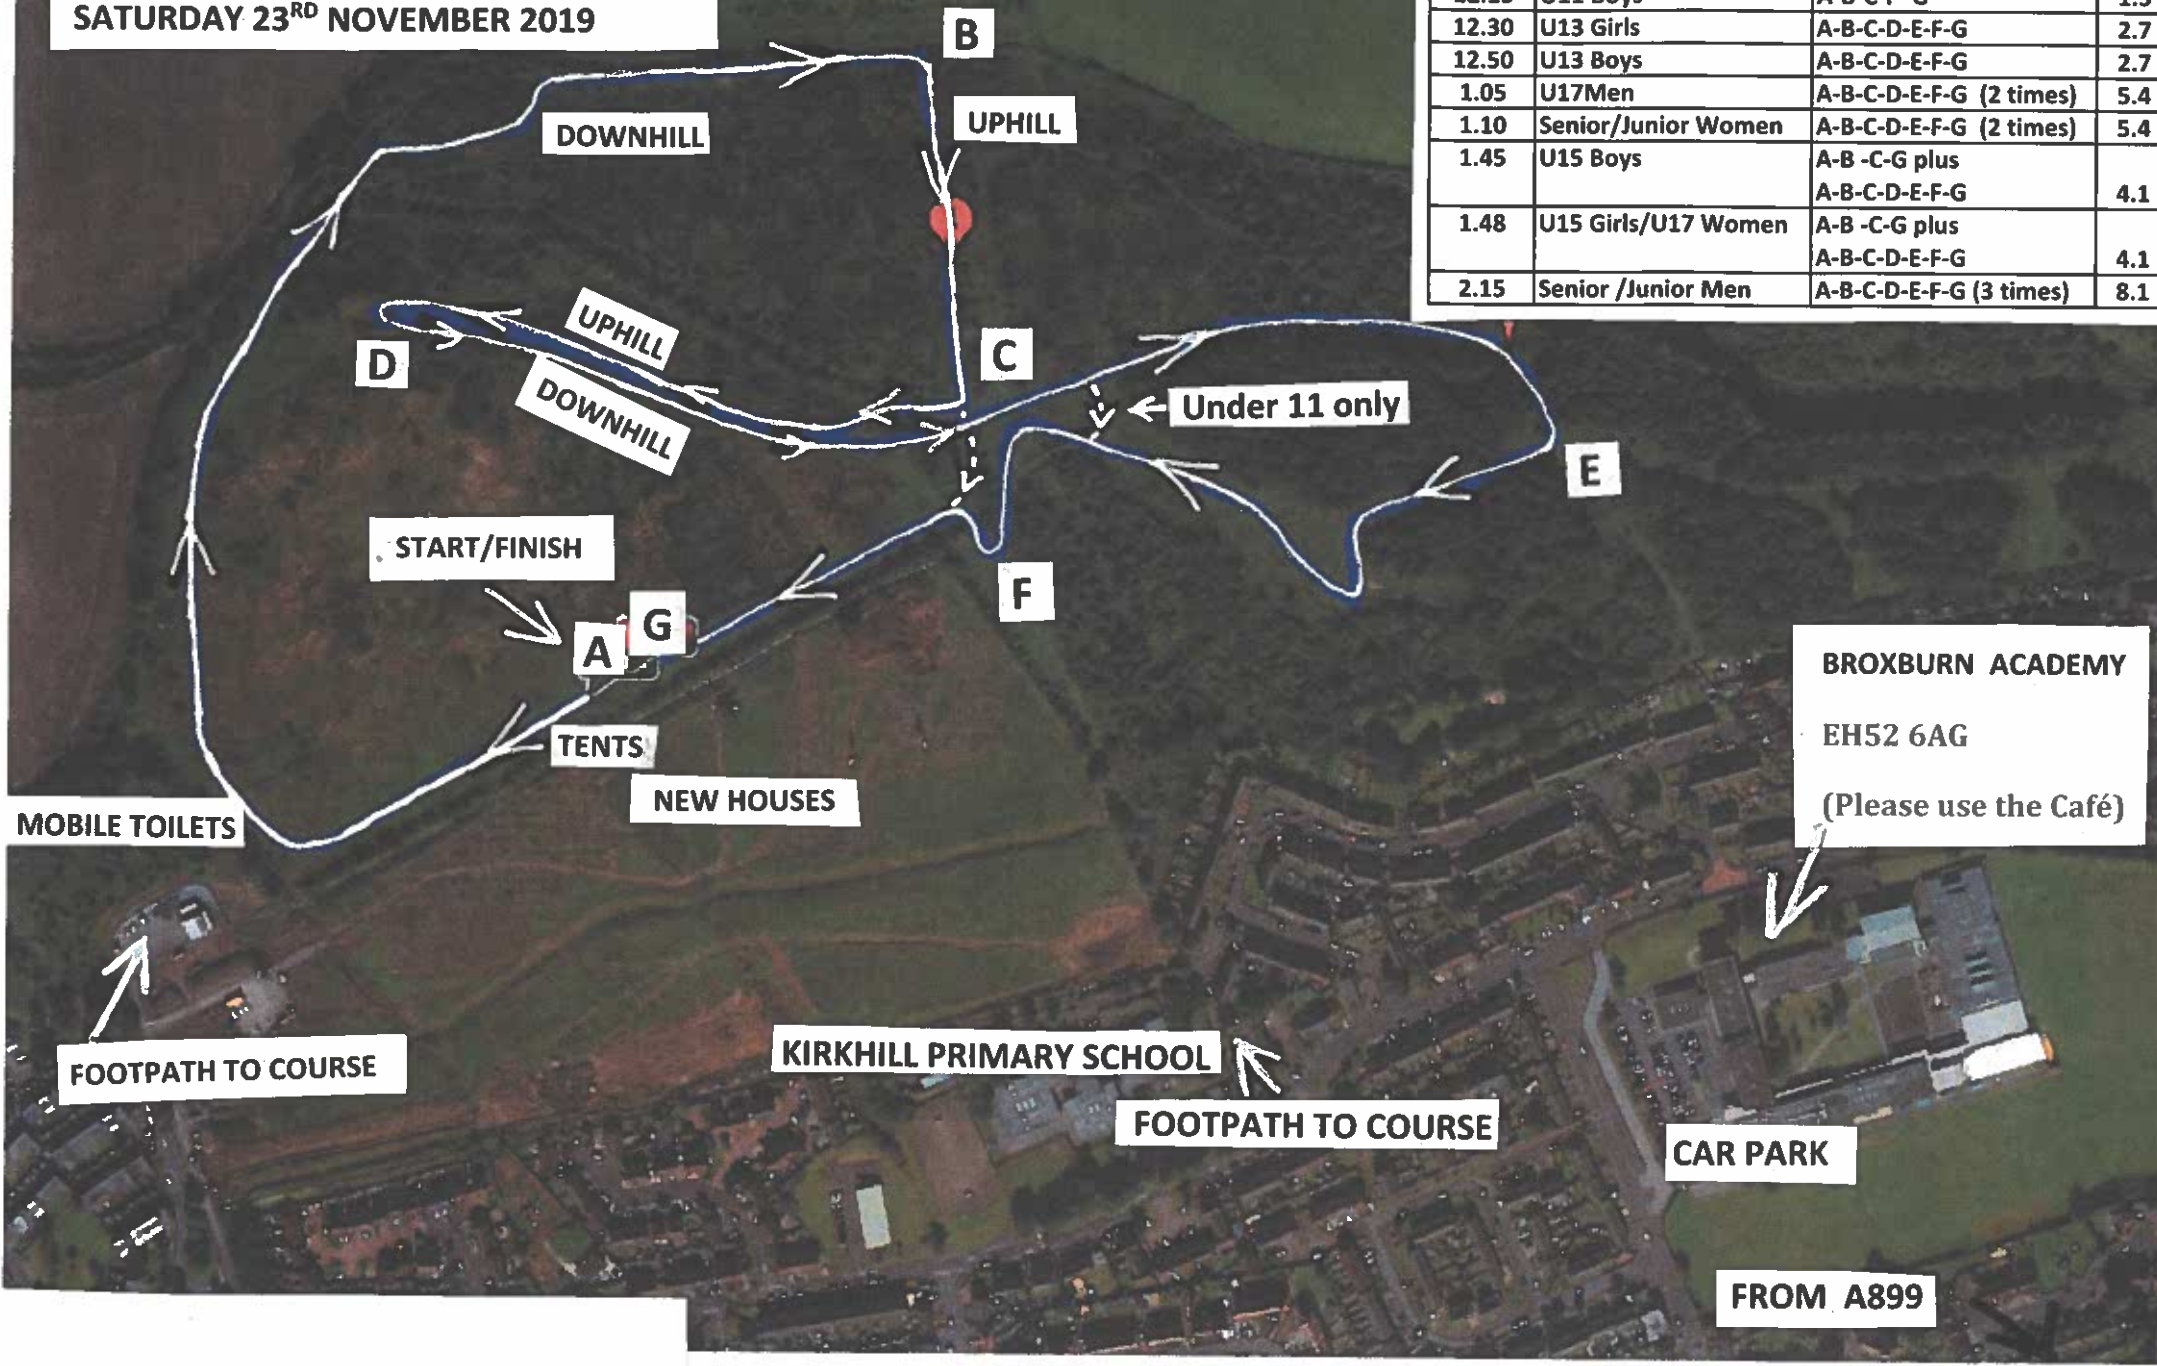 SATURDAY 23RD NOVEMBER 2019
12.30 U13 Girls A-B-C-D-E-F-G 2.7
12.50 U13 Boys A-B-C-D-E-F-G 2.7
1.05 U17Men A-B-C-D-E-F-G (2 times) 5.4
1.10 Senior/Junior Women A-B-C-D-E-F-G (2 times) 5.4
1.45 U15 Boys A-B -C-G plus
A-B-C-D-E-F-G 4.1
1.48 U15 Girls/U17 Women A-B -C-G plus
A-B-C-D-E-F-G 4.1
2.15 Senior /Junior Men A-B-C-D-E-F-G (3 times) 8.1
B
DOWNHILL
UPHILL
UPHILL
C
D
DOWNHILL
Under 11 only
E
START/FINISH
F
G
A
TENTS
NEW HOUSES
MOBILE TOILETS
BROXBURN ACADEMY
EH52 6AG
(Please use the Café)
FOOTPATH TO COURSE
KIRKHILL PRIMARY SCHOOL
FOOTPATH TO COURSE
CAR PARK
FROM A899